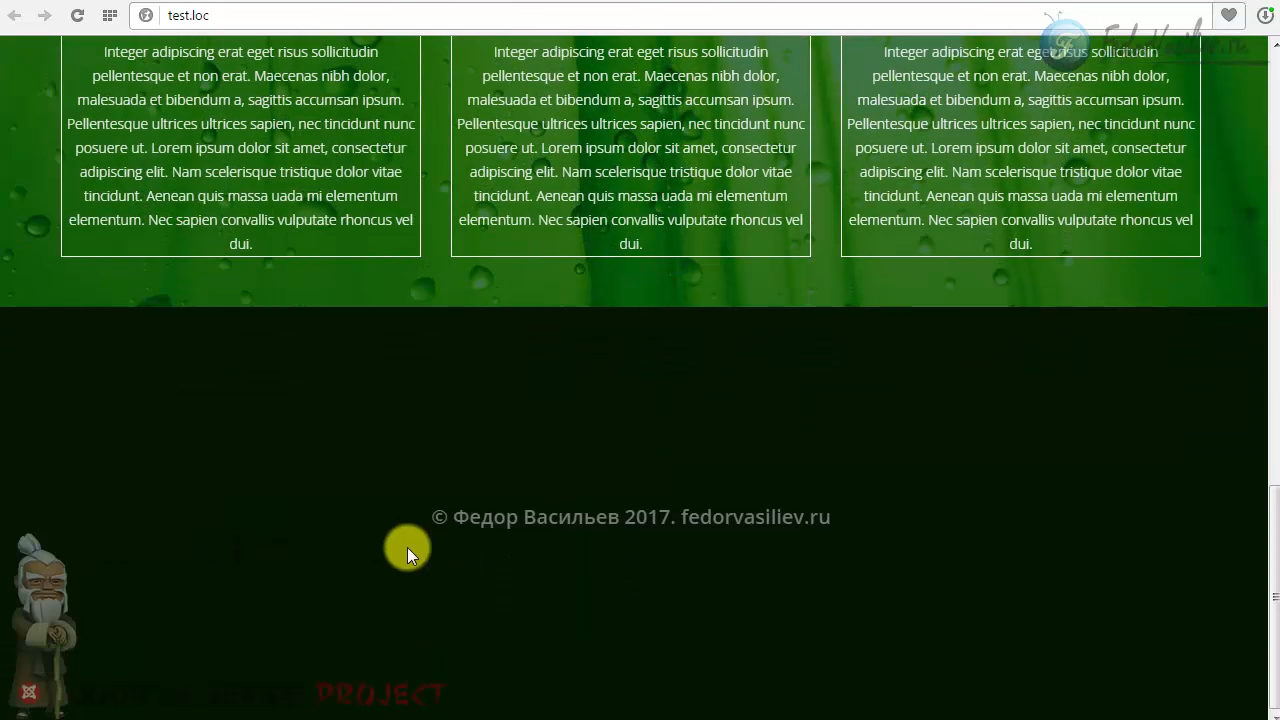 test.loc
Integer adipiscing erat eget risus sollicitudin
pellentesque et non erat. Maecenas nibh dolor,
malesuada et bibendum a, sagittis accumsan ipsum.
Pellentesque ultrices ultrices sapien, nec tincidunt nunc
posuere ut. Lorem ipsum dolor sit amet, consectetur
adipiscing elit. Nam scelerisque tristique dolor vitae
tincidunt. Aenean quis massa uada mi elementum
elementum. Nec sapien convallis vulputate rhoncus vel
dui.
Integer adipiscing erat eget risus sollicitudin
pellentesque et non erat. Maecenas nibh dolor,
malesuada et bibendum a, sagittis accumsan ipsum.
Pellentesque ultrices ultrices sapien, nec tincidunt nunc
posuere ut. Lorem ipsum dolor sit amet, consectetur
adipiscing elit. Nam scelerisque tristique dolor vitae
tincidunt. Aenean quis massa uada mi elementum
elementum. Nec sapien convallis vulputate rhoncus vel
dui.
Integer adipiscing erat eget risus sollicitudin
pellentesque et non erat. Maecenas nibh dolor,
malesuada et bibendum a, sagittis accumsan ipsum.
Pellentesque ultrices ultrices sapien, nec tincidunt nunc
posuere ut. Lorem ipsum dolor sit amet, consectetur
adipiscing elit. Nam scelerisque tristique dolor vitae
tincidunt. Aenean quis massa uada mi elementum
elementum. Nec sapien convallis vulputate rhoncus vel
dui.
© Федор Васильев 2017. fedorvasiliev.ru
PROJECT